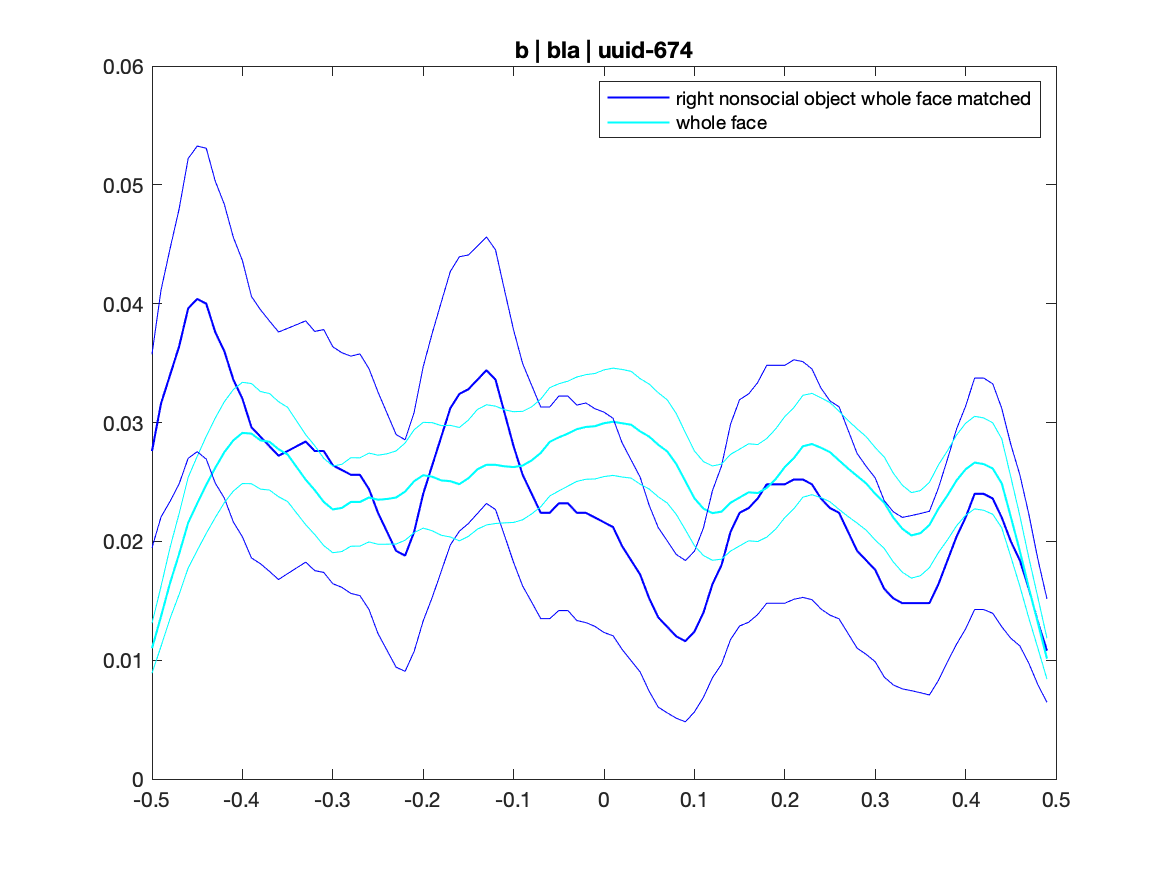 b | bla | uuid-674
right nonsocial object whole face matched
whole face
0.06
0.05
0.04
0.03
0.02
0.01
0
-0.5 -0.4 -0.3 -0.2 -0.1 0 0.1 0.2 0.3 0.4 0.5